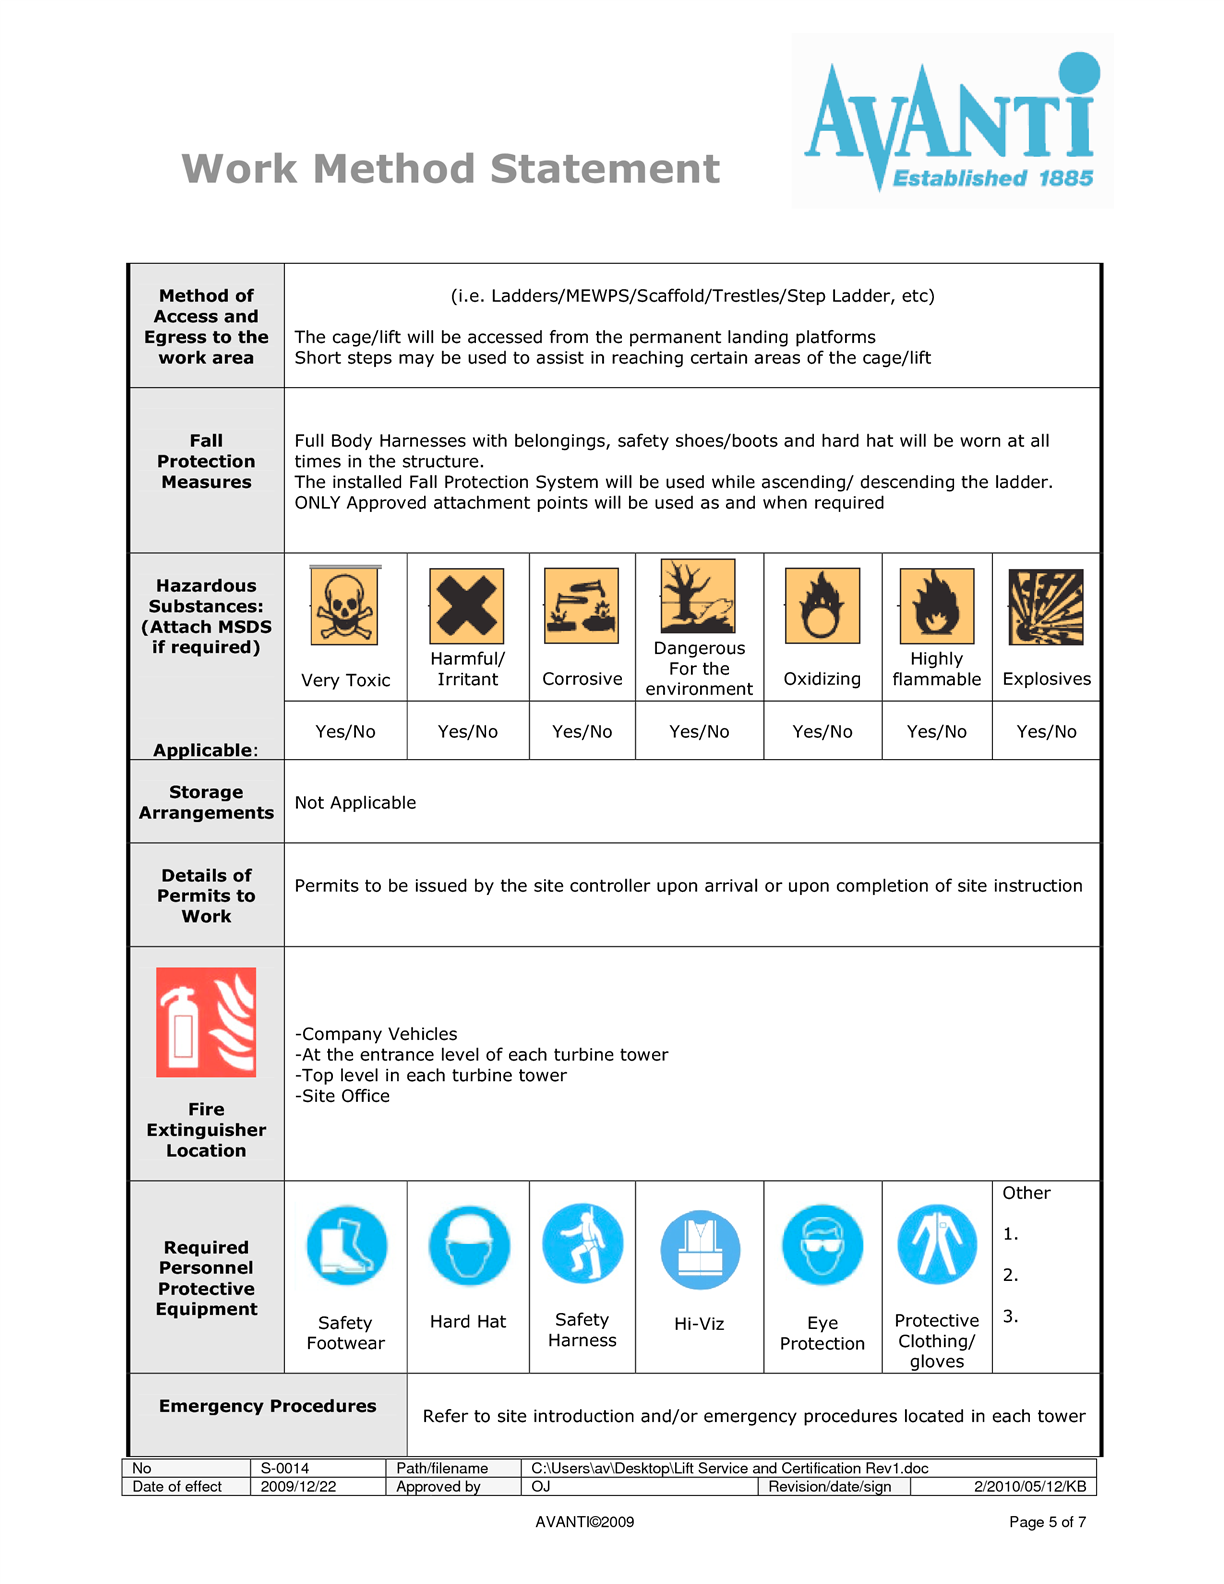 AVANTI
Established 1885
Work Method Statement
Method of
Access and
Egress to the
work area
(i.e. Ladders/MEWPS/Scaffold/Trestles/Step Ladder, etc)
The cage/lift will be accessed from the permanent landing platforms
Short steps may be used to assist in reaching certain areas of the cage/lift
Fall
Protection
Measures
Full Body Harnesses with belongings, safety shoes/boots and hard hat will be worn at all
times in the structure.
The installed Fall Protection System will be used while ascending/ descending the ladder.
ONLY Approved attachment points will be used as and when required
Hazardous
Substances:
(Attach MSDS
if required)
Very Toxic
Harmful/
Irritant
Corrosive
Dangerous
For the
environment
Oxidizing
Highly
flammable
Explosives
Applicable:
Yes/No
Yes/No
Yes/No
Yes/No
Yes/No
Yes/No
Yes/No
Storage
Arrangements
Not Applicable
Details of
Permits to
Work
Permits to be issued by the site controller upon arrival or upon completion of site instruction
Fire
Extinguisher
Location
-Company Vehicles
-At the entrance level of each turbine tower
-Top level in each turbine tower
-Site Office
Required
Personnel
Protective
Equipment
Safety
Footwear
Hard Hat
Safety
Harness
Hi-Viz
Eye
Protection
Protective
Clothing/
gloves
Other
1.
2.
3.
Emergency Procedures
Refer to site introduction and/or emergency procedures located in each tower
No S-0014 Path/filename C:\Users\av\Desktop\Lift Service and Certification Rev1.doc
Date of effect 2009/12/22 Approved by OJ Revision/date/sign 2/2010/05/12/KB
AVANTI©2009 Page 5 of 7